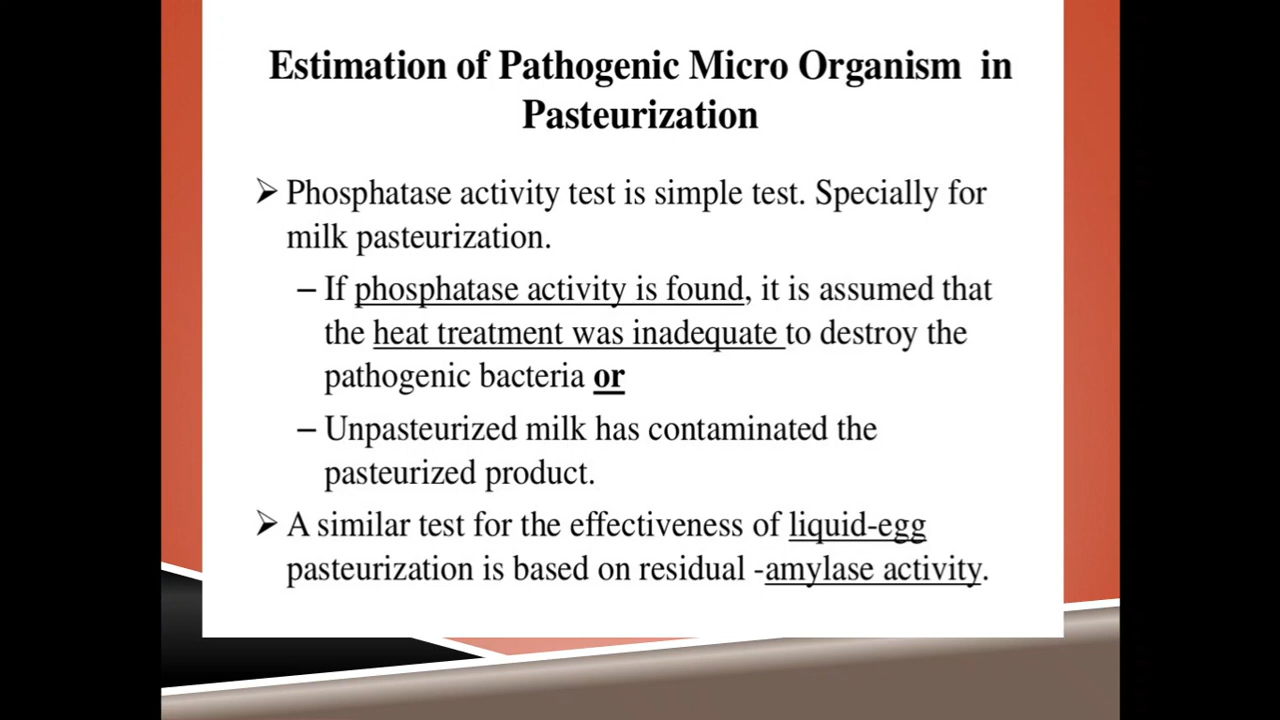 Estimation of Pathogenic Micro Organism in
Pasteurization
➢ Phosphatase activity test is simple test. Specially for
milk pasteurization.
– If phosphatase activity is found, it is assumed that
the heat treatment was inadequate to destroy the
pathogenic bacteria or
– Unpasteurized milk has contaminated the
pasteurized product.
➢ A similar test for the effectiveness of liquid-egg
pasteurization is based on residual -amylase activity.